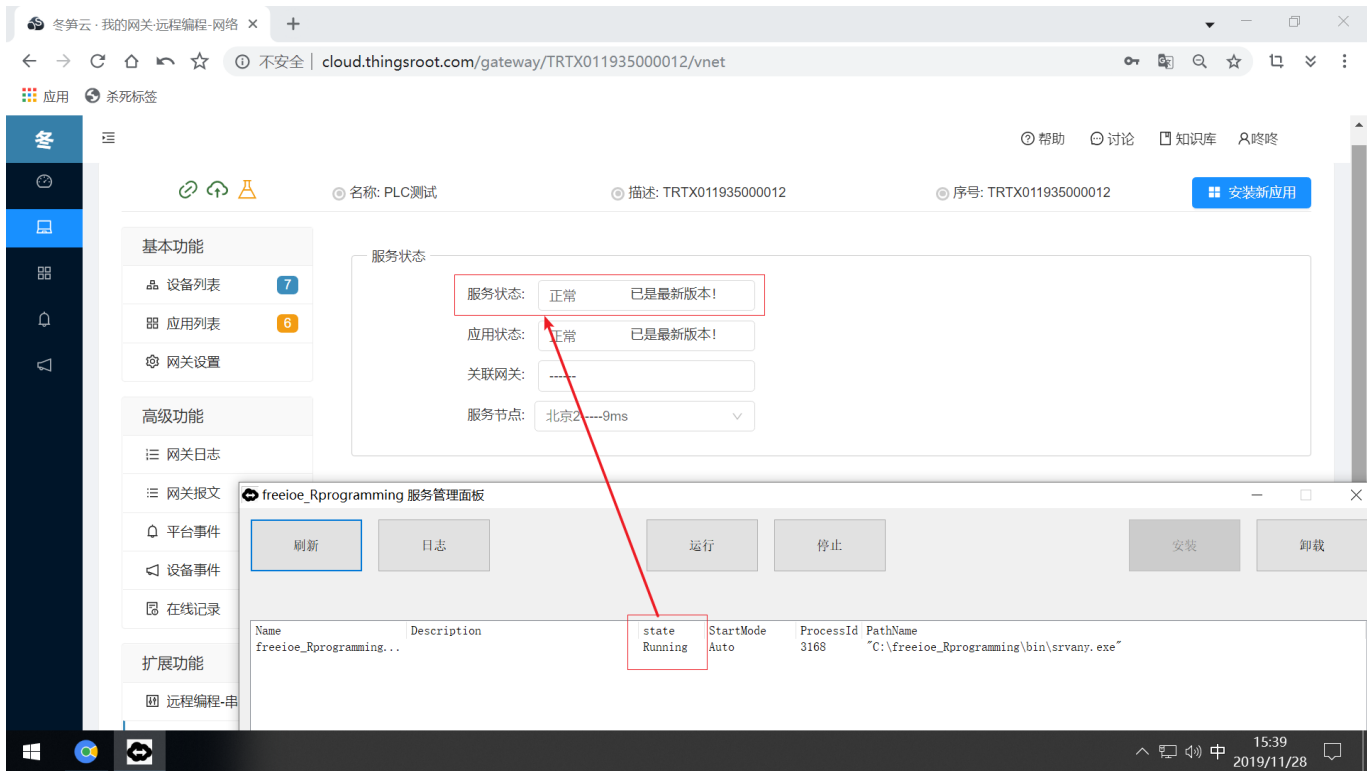 冬笋云 · 我的网关·远程编程-网络
不安全 | cloud.thingsroot.com/gateway/TRTX011935000012/vnet
应用 杀死标签
冬
帮助 讨论 知识库 咚咚
名称: PLC测试 描述: TRTX011935000012 序号: TRTX011935000012 安装新应用
基本功能
设备列表 7
应用列表 6
网关设置
高级功能
网关日志
网关报文
平台事件
设备事件
在线记录
扩展功能
远程编程-串
服务状态
服务状态: 正常 已是最新版本!
应用状态: 正常 已是最新版本!
关联网关: ------
服务节点: 北京2----9ms
freeioe_Rprogramming 服务管理面板
刷新 日志 运行 停止 安装 卸载
Name Description state StartMode ProcessId PathName
freeioe_Rprogramming... Running Auto 3168 "C:\freeioe_Rprogramming\bin\srvany.exe"
中 15:39
2019/11/28